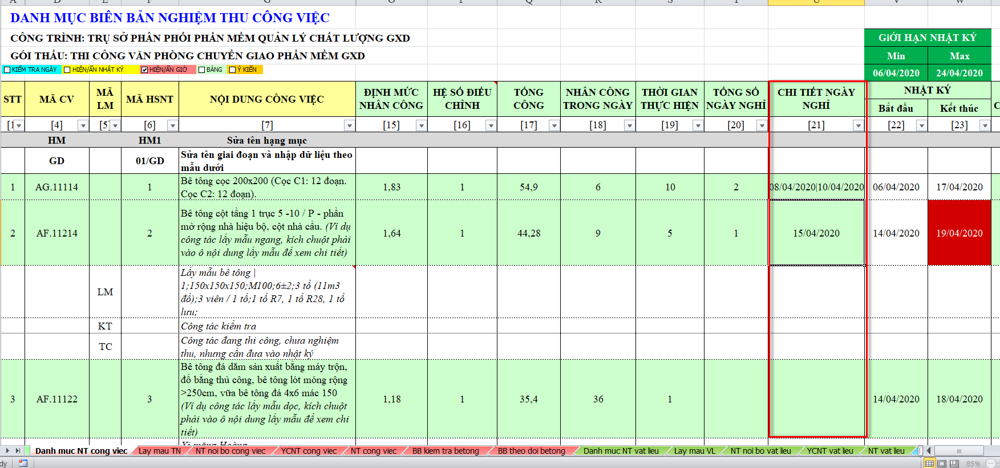 A D E F G O P Q R S T U V W
DANH MỤC BIÊN BẢN NGHIỆM THU CÔNG VIỆC
CÔNG TRÌNH: TRỤ SỞ PHÂN PHỐI PHẦN MỀM QUẢN LÝ CHẤT LƯỢNG GXD
GiỚI HẠN NHẬT KÝ
GÓI THẦU: THI CÔNG VĂN PHÒNG CHUYỂN GIAO PHẦN MỀM GXD
Min Max
KIỂM TRA NGÀY HIỆN/ẨN NHẬT KÝ HIỆN/ẨN GIỜ BẢNG Ý KIẾN
06/04/2020 24/04/2020
STT MÃ CV MÃ LM MÃ HSNT NỘI DUNG CÔNG VIỆC ĐỊNH MỨC NHÂN CÔNG HỆ SỐ ĐIỀU CHỈNH TỔNG CÔNG NHÂN CÔNG TRONG NGÀY THỜI GIAN THỰC HIỆN TỔNG SỐ NGÀY NGHỈ CHI TIẾT NGÀY NGHỈ NHẬT KÝ
Bắt đầu Kết thúc C
[1 [4] [5] [6] [7] [15] [16] [17] [18] [19] [20] [21] [22] [23]
HM HM1 Sửa tên hạng mục
GD 01/GD Sửa tên giai đoạn và nhập dữ liệu theo
mẫu dưới
1 AG.11114 1 Bê tông cọc 200x200 (Cọc C1: 12 đoạn.
Cọc C2: 12 đoạn). 1,83 1 54,9 6 10 2 08/04/2020|10/04/2020 06/04/2020 17/04/2020
Bê tông cột tầng 1 trục 5 -10 / P - phần
mở rộng nhà hiệu bộ, cột nhà cầu. (Ví dụ
2 AF.11214 2 công tác lấy mẫu ngang, kích chuột phải 1,64 1 44,28 9 5 1 15/04/2020 14/04/2020 19/04/2020
vào ô nội dung lấy mẫu để xem chi tiết)
Lấy mẫu bê tông |
1;150x150x150;M100;6±2;3 tổ (11m3
LM đổ);3 viên / 1 tổ;1 tổ R7, 1 tổ R28, 1 tổ
lưu;
KT Công tác kiểm tra
TC Công tác đang thi công, chưa nghiệm
thu, nhưng cần đưa vào nhật ký
Bê tông đá dăm sản xuất bằng máy trộn,
đổ bằng thủ công, bê tông lót móng rộng
>250cm, vữa bê tông đá 4x6 mác 150
3 AF.11122 3 (Ví dụ công tác lấy mẫu dọc, kích chuột 1,18 1 35,4 36 1 14/04/2020 18/04/2020
phải vào ô nội dung lấy mẫu để xem chi
tiết)
Xi măng Hoàng
Danh muc NT cong viec Lay mau TN NT noi bo cong viec YCNT cong viec NT cong viec BB kiem tra betong BB theo doi betong Danh muc NT vat lieu Lay mau VL NT noi bo vat lieu YCNT vat lieu NT vat lieu
dy 85%